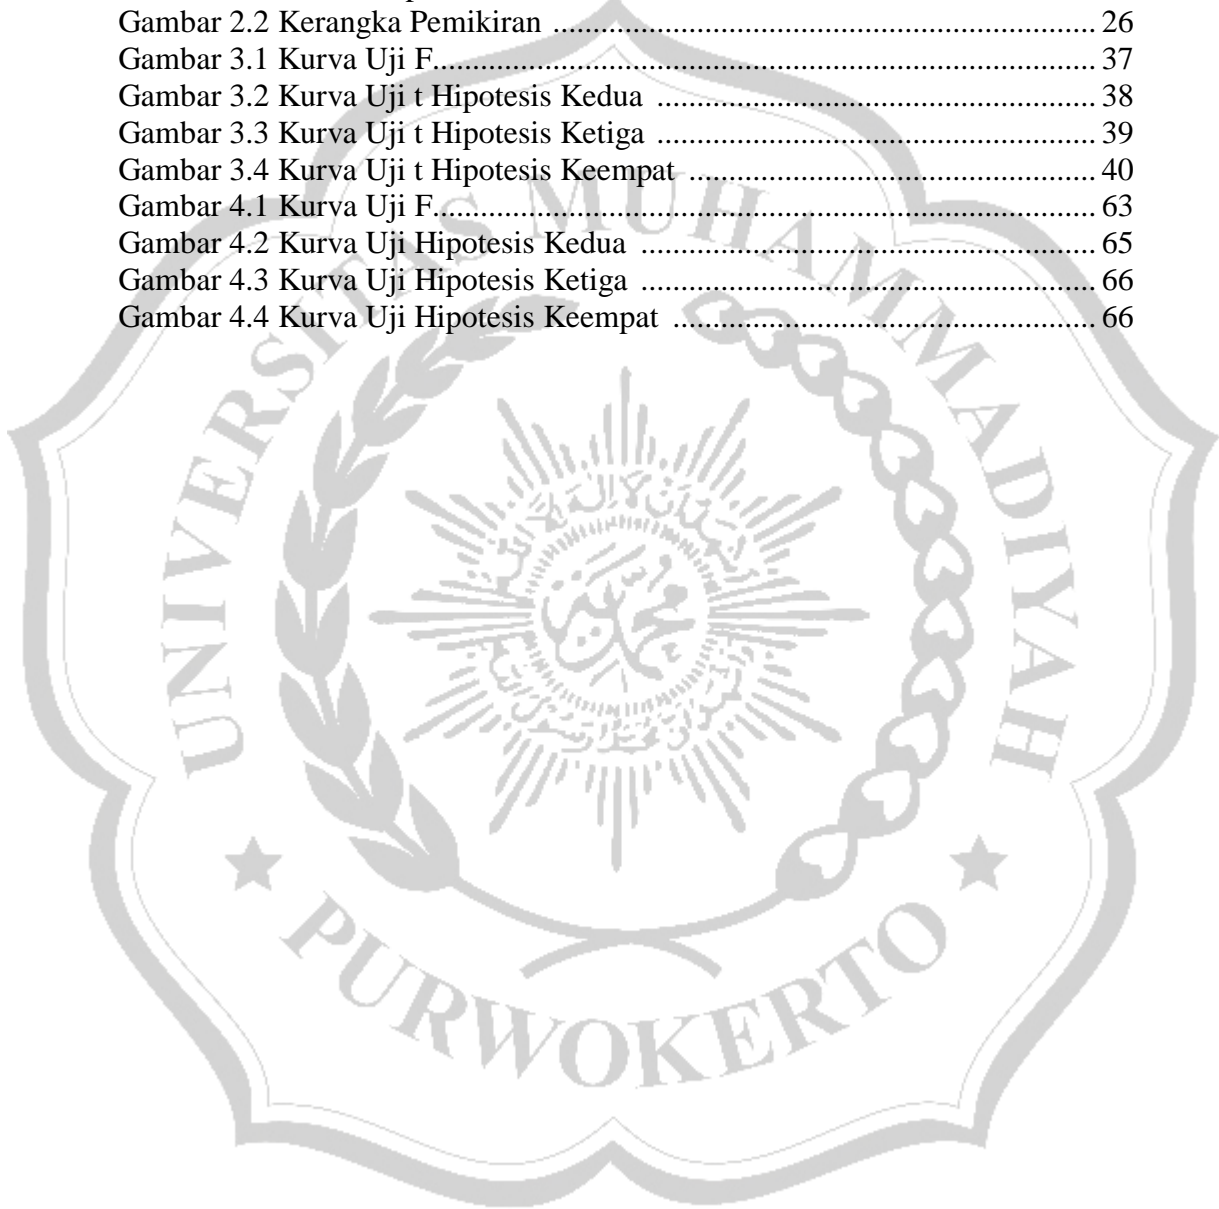 Gambar 2.2 Kerangka Pemikiran ................................................................ 26
Gambar 3.1 Kurva Uji F.............................................................................. 37
Gambar 3.2 Kurva Uji t Hipotesis Kedua .................................................... 38
Gambar 3.3 Kurva Uji t Hipotesis Ketiga .................................................... 39
Gambar 3.4 Kurva Uji t Hipotesis Keempat ................................................ 40
Gambar 4.1 Kurva Uji F.............................................................................. 63
Gambar 4.2 Kurva Uji Hipotesis Kedua ...................................................... 65
Gambar 4.3 Kurva Uji Hipotesis Ketiga ...................................................... 66
Gambar 4.4 Kurva Uji Hipotesis Keempat .................................................. 66
UNIVERSITAS MUHAMMADIYAH
PURWOKERTO